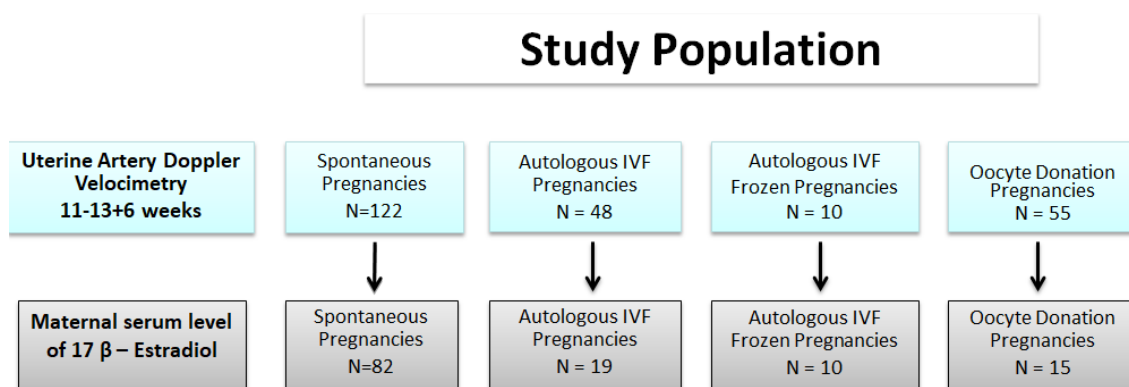 Study Population
Uterine Artery Doppler
Velocimetry
11-13+6 weeks
Spontaneous
Pregnancies
N=122
Autologous IVF
Pregnancies
N = 48
Autologous IVF
Frozen Pregnancies
N = 10
Oocyte Donation
Pregnancies
N = 55
Maternal serum level
of 17 β – Estradiol
Spontaneous
Pregnancies
N=82
Autologous IVF
Pregnancies
N = 19
Autologous IVF
Frozen Pregnancies
N = 10
Oocyte Donation
Pregnancies
N = 15